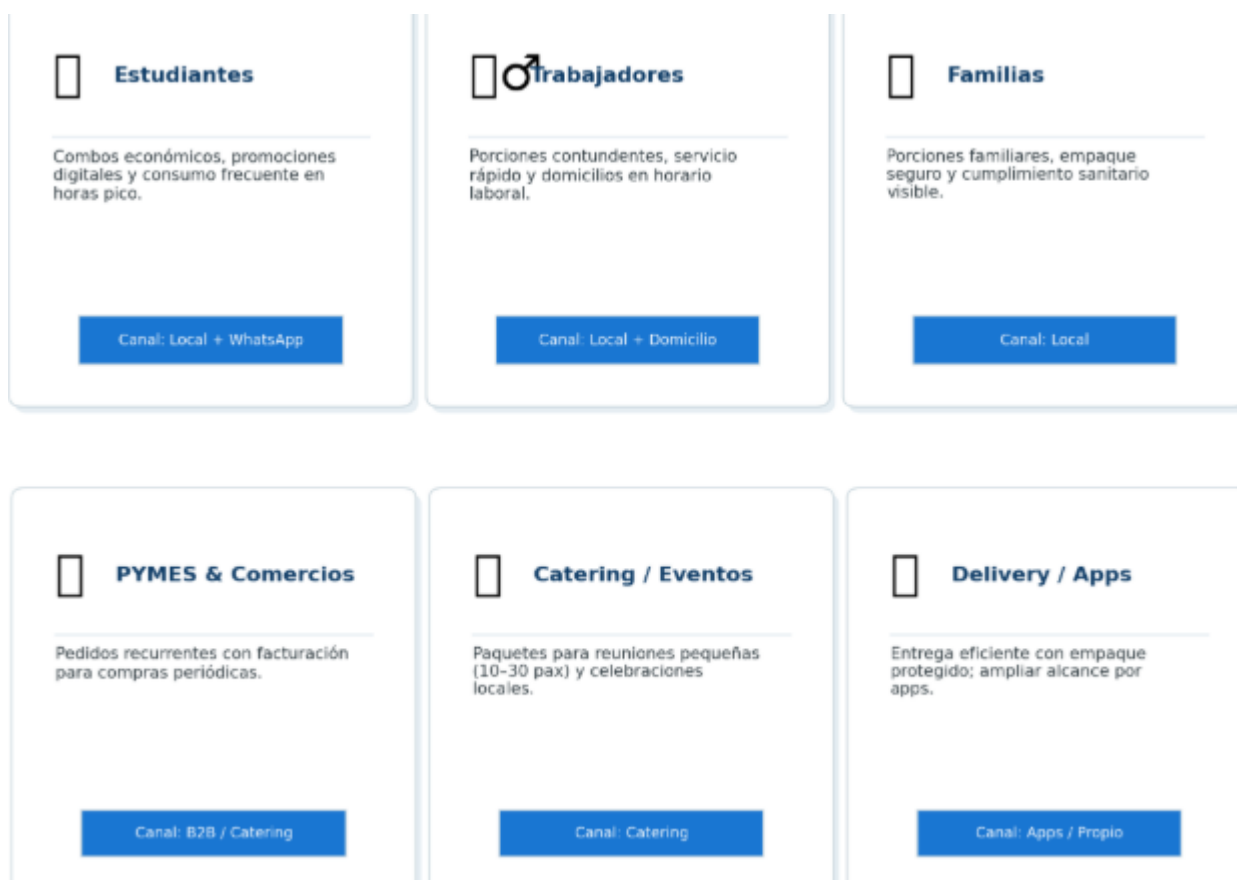 Estudiantes
Combos económicos, promociones
digitales y consumo frecuente en
horas pico.
Canal: Local + WhatsApp
♂Trabajadores
Porciones contundentes, servicio
rápido y domicilios en horario
laboral.
Canal: Local + Domicilio
Familias
Porciones familiares, empaque
seguro y cumplimiento sanitario
visible.
Canal: Local
PYMES & Comercios
Pedidos recurrentes con facturación
para compras periódicas.
Canal: B2B / Catering
Catering / Eventos
Paquetes para reuniones pequeñas
(10–30 pax) y celebraciones
locales.
Canal: Catering
Delivery / Apps
Entrega eficiente con empaque
protegido; ampliar alcance por
apps.
Canal: Apps / Propio